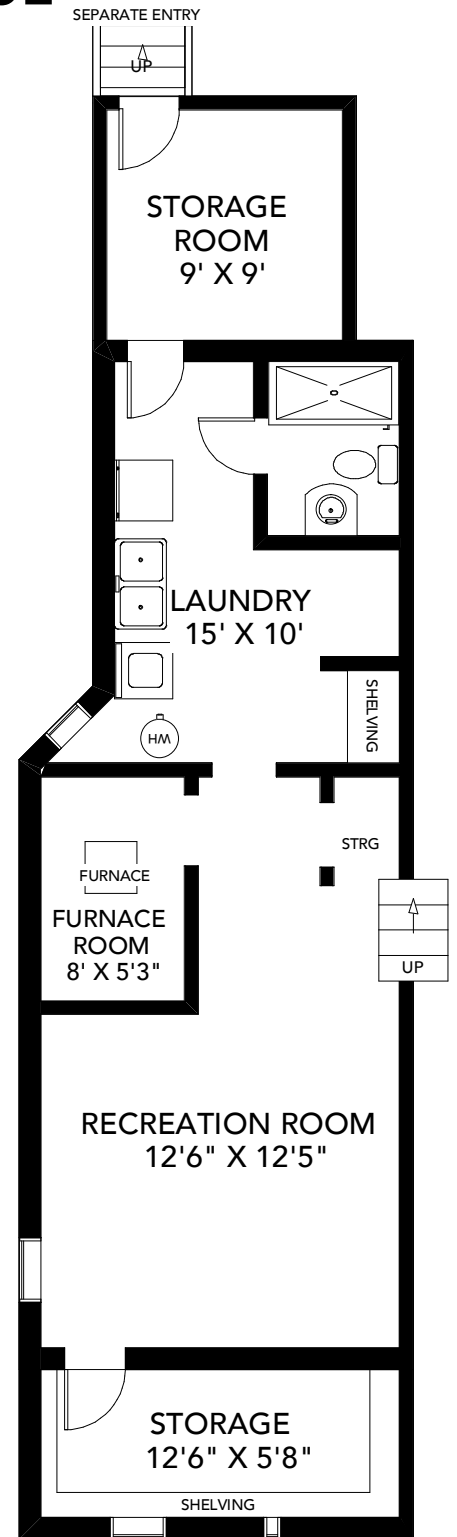 SEPARATE ENTRY
UP
STORAGE
ROOM
9' X 9'
LAUNDRY
15' X 10'
SHELVING
WH
STRG
FURNACE
FURNACE
ROOM
8' X 5'3"
UP
RECREATION ROOM
12'6" X 12'5"
STORAGE
12'6" X 5'8"
SHELVING